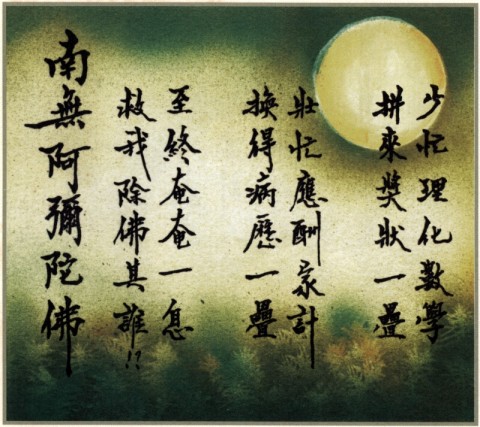 少忙理化數學
拼來獎狀一疊
壯忙應酬家計
換得病歷一疊
至終奄奄一息
救我除佛其誰!?
南無阿彌陀佛